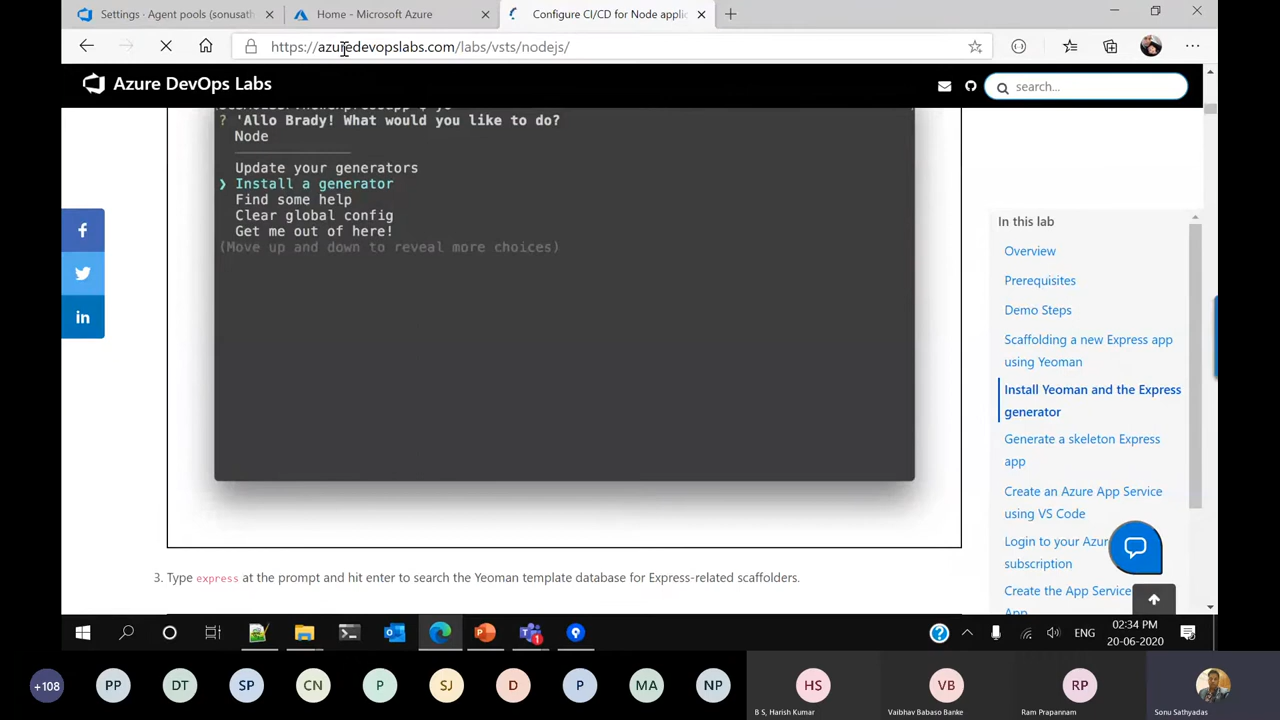 Settings · Agent pools (sonusath
Home - Microsoft Azure
Configure CI/CD for Node applic
https://azuredevopslabs.com/labs/vsts/nodejs/
Azure DevOps Labs
search...
? 'Allo Brady! What would you like to do?
Node
Update your generators
❯ Install a generator
Find some help
Clear global config
Get me out of here!
(Move up and down to reveal more choices)
3. Type express at the prompt and hit enter to search the Yeoman template database for Express-related scaffolders.
In this lab
Overview
Prerequisites
Demo Steps
Scaffolding a new Express app
using Yeoman
Install Yeoman and the Express
generator
Generate a skeleton Express
app
Create an Azure App Service
using VS Code
Login to your Azu
subscription
Create the App Service
App
f
in
ENG
02:34 PM
20-06-2020
1
+108
PP
DT
SP
CN
P
SJ
D
P
MA
NP
HS
B S, Harish Kumar
VB
Vaibhav Babaso Banke
RP
Ram Prapannam
Sonu Sathyadas